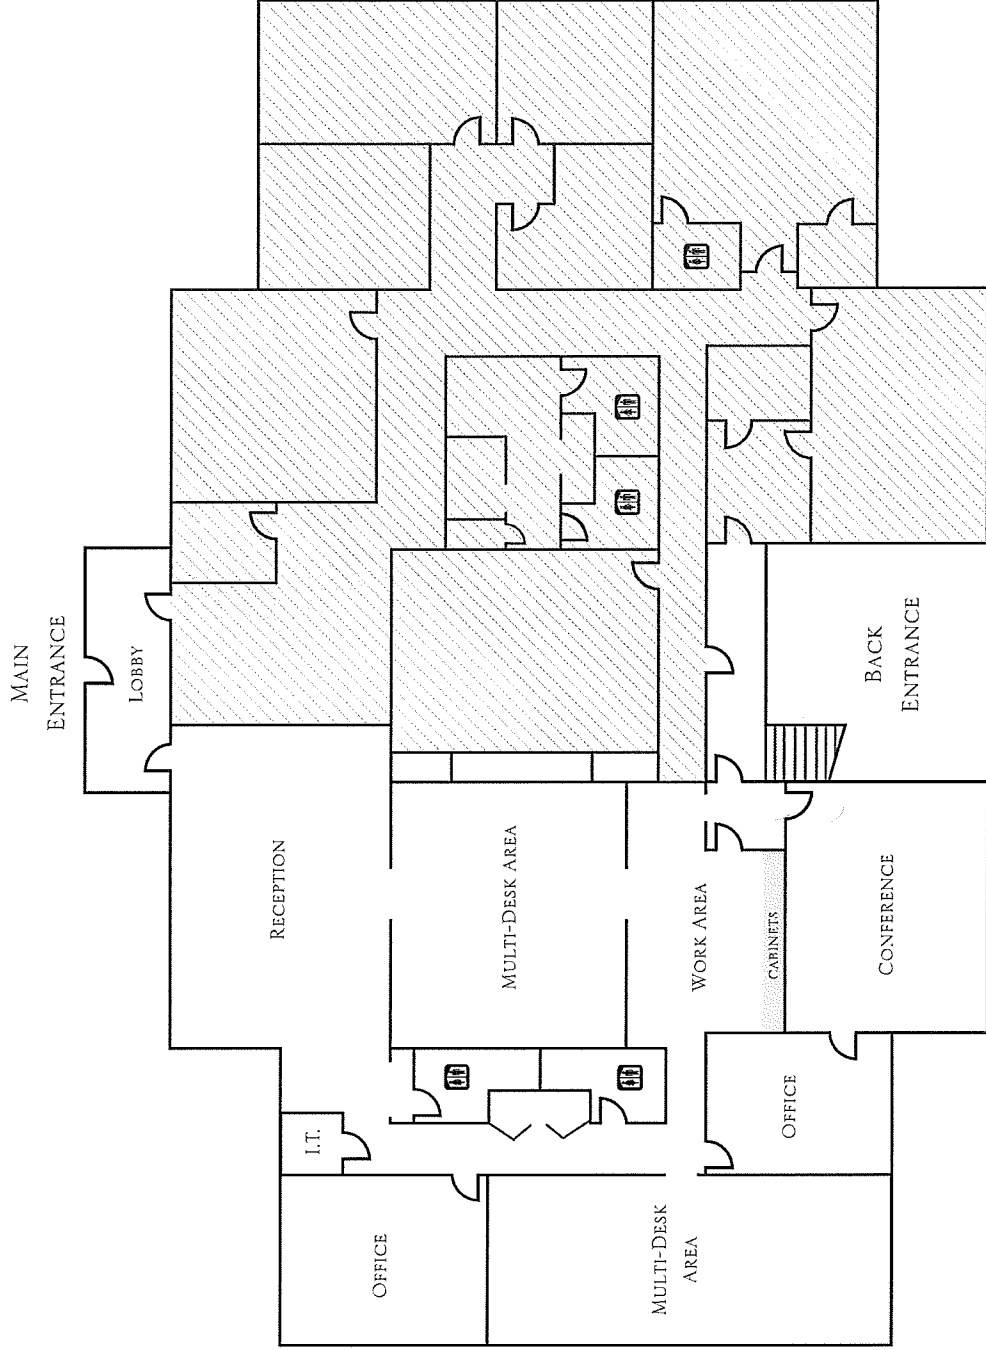 MAIN
ENTRANCE
LOBBY
RECEPTION
MULTI-DESK AREA
WORK AREA
CABINETS
CONFERENCE
BACK
ENTRANCE
I.T.
OFFICE
OFFICE
MULTI-DESK
AREA